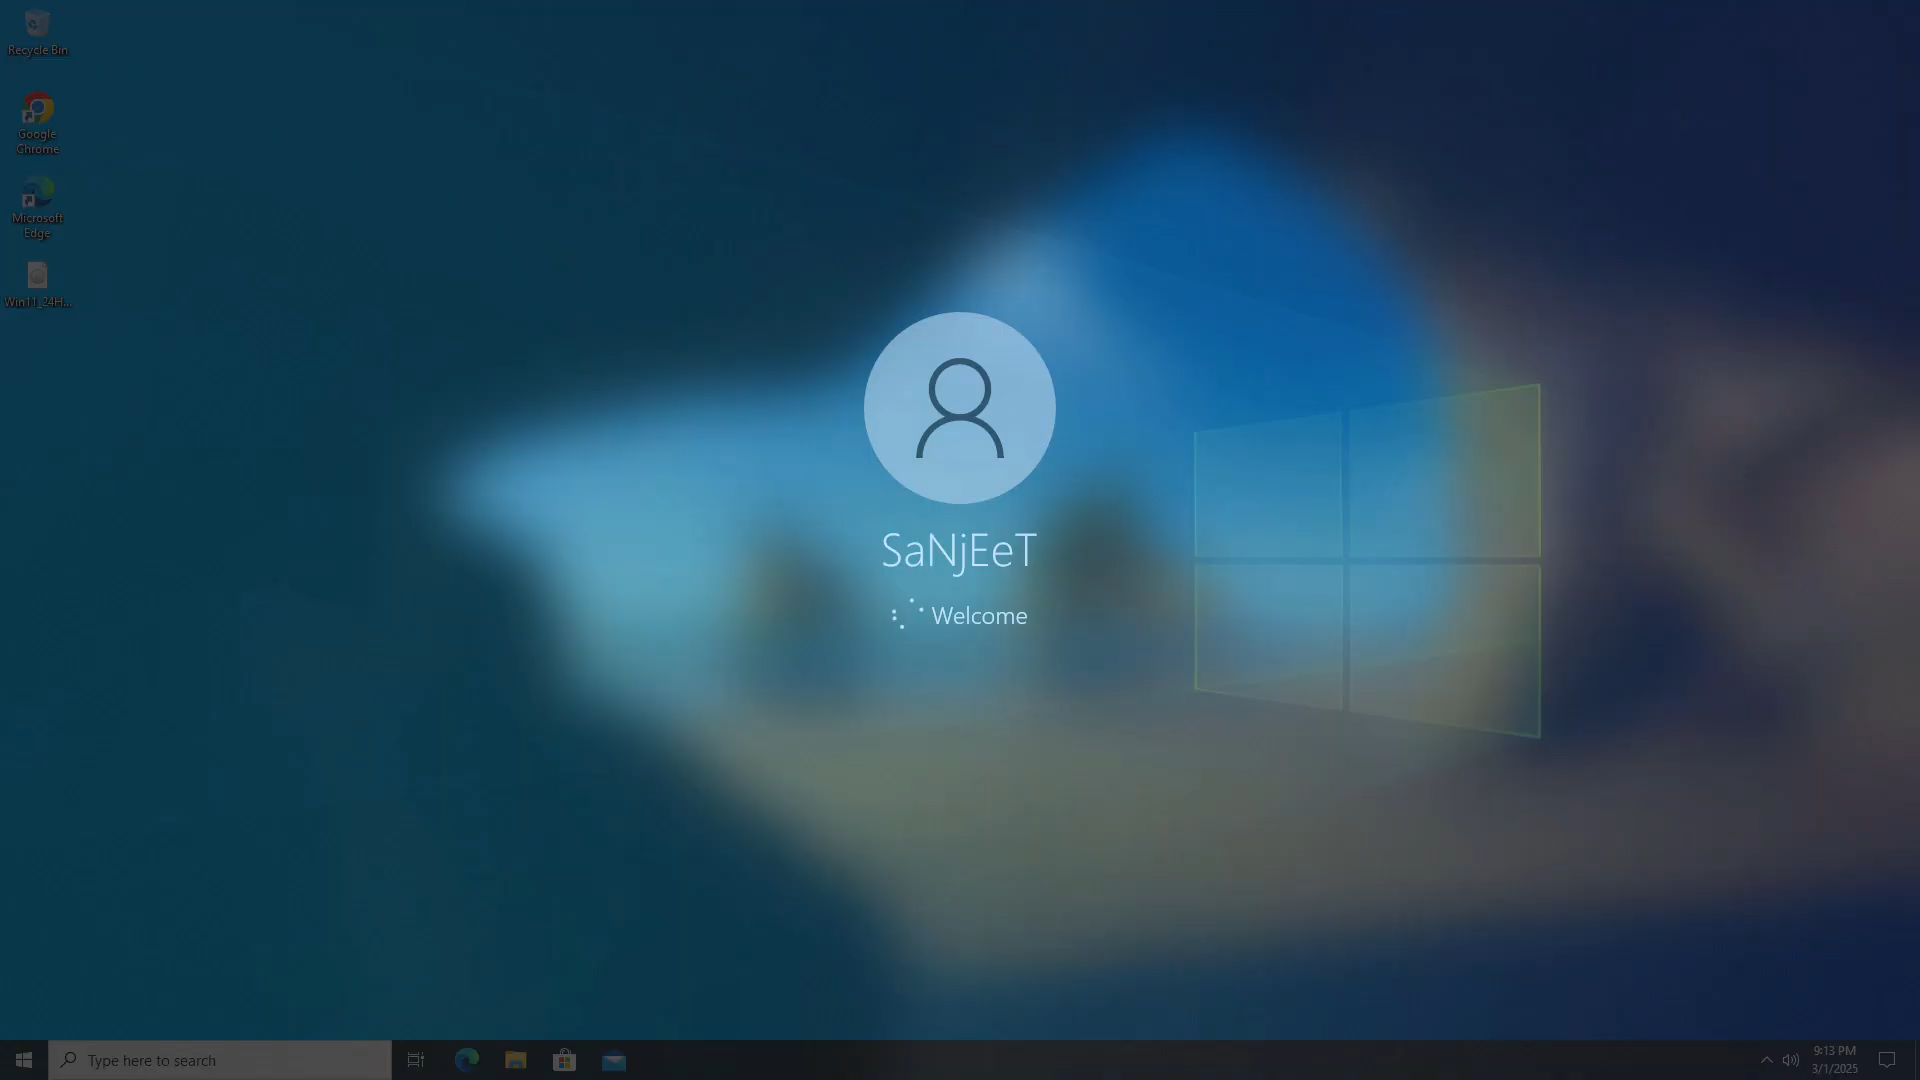 Recycle Bin
Google
Chrome
Microsoft
Edge
Win11_24H...
SaNjEeT
Welcome
Type here to search
9:13 PM
3/1/2025